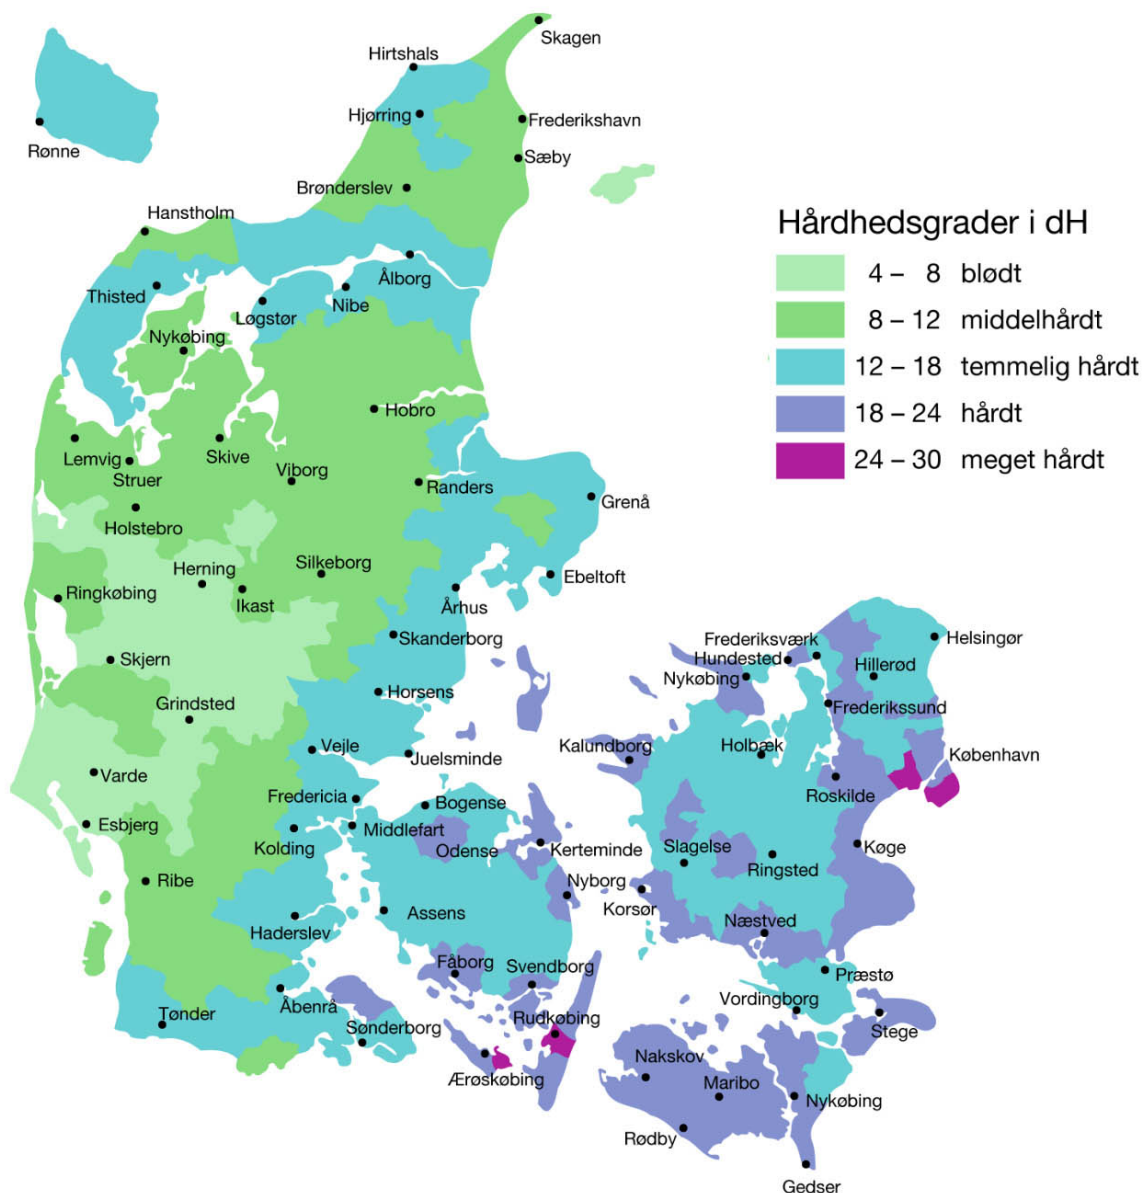 Skagen
Hirtshals
Hjørring
Frederikshavn
Rønne
Sæby
Brønderslev
Hanstholm
Ålborg
Thisted
Nibe
Løgstør
Nykøbing
Hobro
Lemvig
Skive
Struer
Viborg
Randers
Grenå
Holstebro
Silkeborg
Herning
Ebeltoft
Ringkøbing
Ikast
Århus
Skanderborg
Skjern
Horsens
Grindsted
Vejle
Juelsminde
Varde
Fredericia
Bogense
Esbjerg
Middelfart
Kolding
Odense
Kerteminde
Ribe
Nyborg
Assens
Haderslev
Fåborg
Svendborg
Åbenrå
Tønder
Rudkøbing
Sønderborg
Ærøskøbing
Hårdhedsgrader i dH
4 – 8 blødt
8 – 12 middelhårdt
12 – 18 temmelig hårdt
18 – 24 hårdt
24 – 30 meget hårdt
Frederiksværk
Helsingør
Hundested
Hillerød
Nykøbing
Frederikssund
Kalundborg
Holbæk
København
Roskilde
Slagelse
Køge
Ringsted
Korsør
Næstved
Præstø
Vordingborg
Stege
Nakskov
Maribo
Nykøbing
Rødby
Gedser